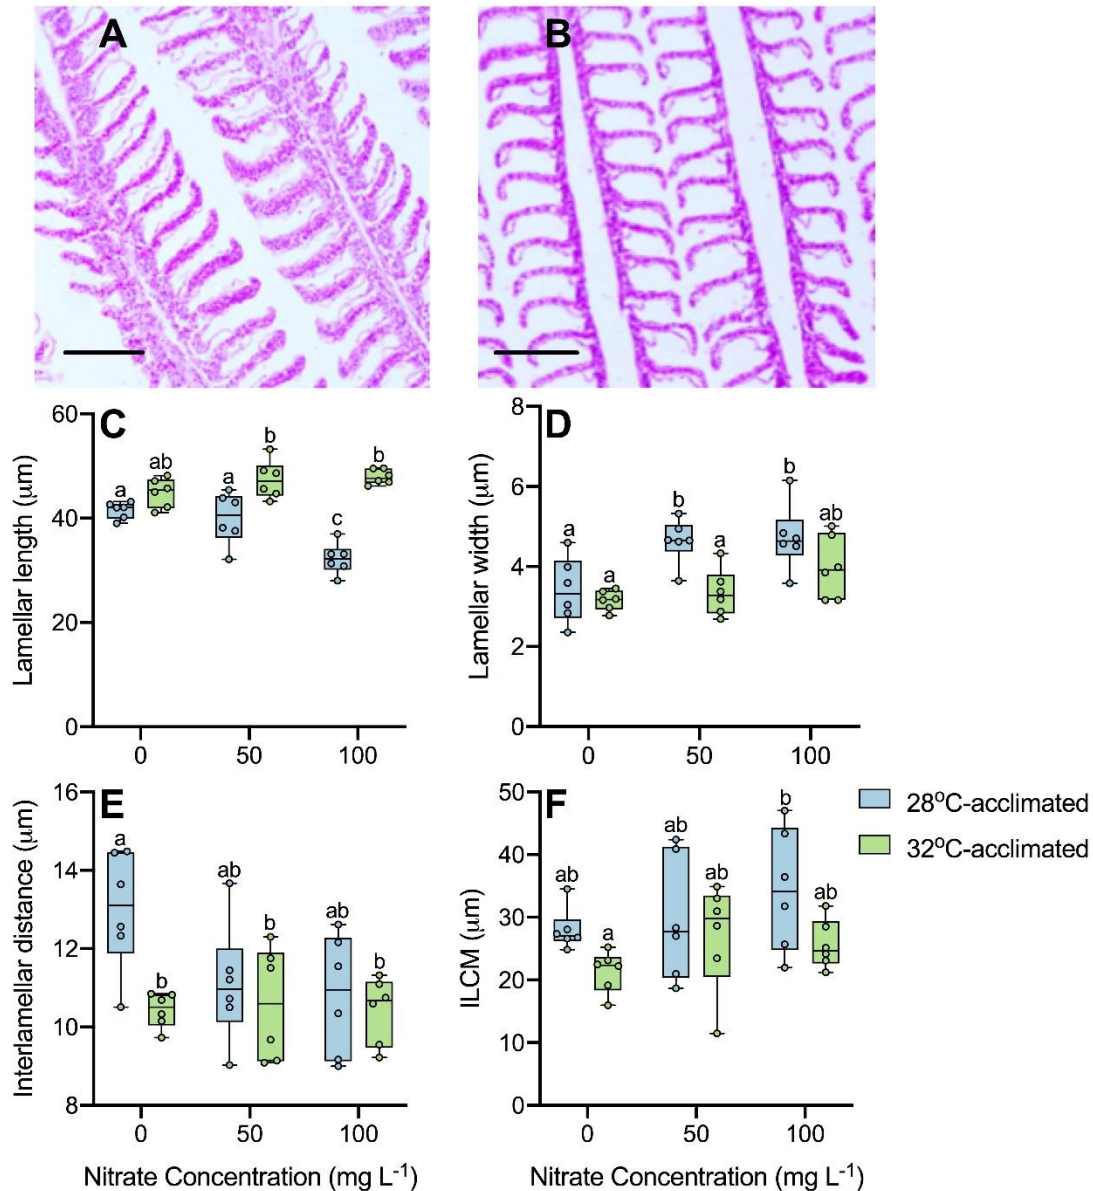 A
B
C
Lamellar length (μm)
60
40
20
0
a
ab
a
b
c
b
0
50
100
D
Lamellar width (μm)
8
6
4
2
0
a
a
b
a
b
ab
0
50
100
E
Interlamellar distance (μm)
16
14
12
10
8
a
b
ab
b
ab
b
0
50
100
Nitrate Concentration (mg L⁻¹)
F
ILCM (μm)
50
40
30
20
10
0
ab
a
ab
ab
b
ab
0
50
100
Nitrate Concentration (mg L⁻¹)
28°C-acclimated
32°C-acclimated